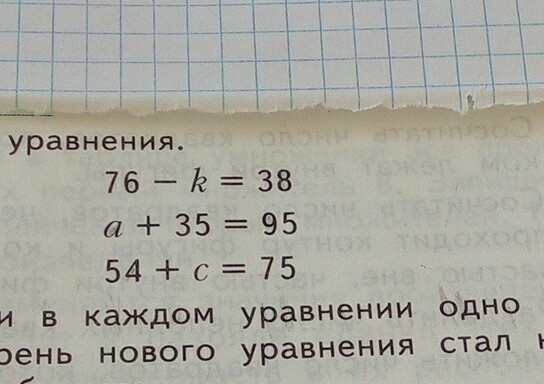 уравнения.
76 − k = 38
a + 35 = 95
54 + c = 75
и в каждом уравнении одно
рень нового уравнения стал